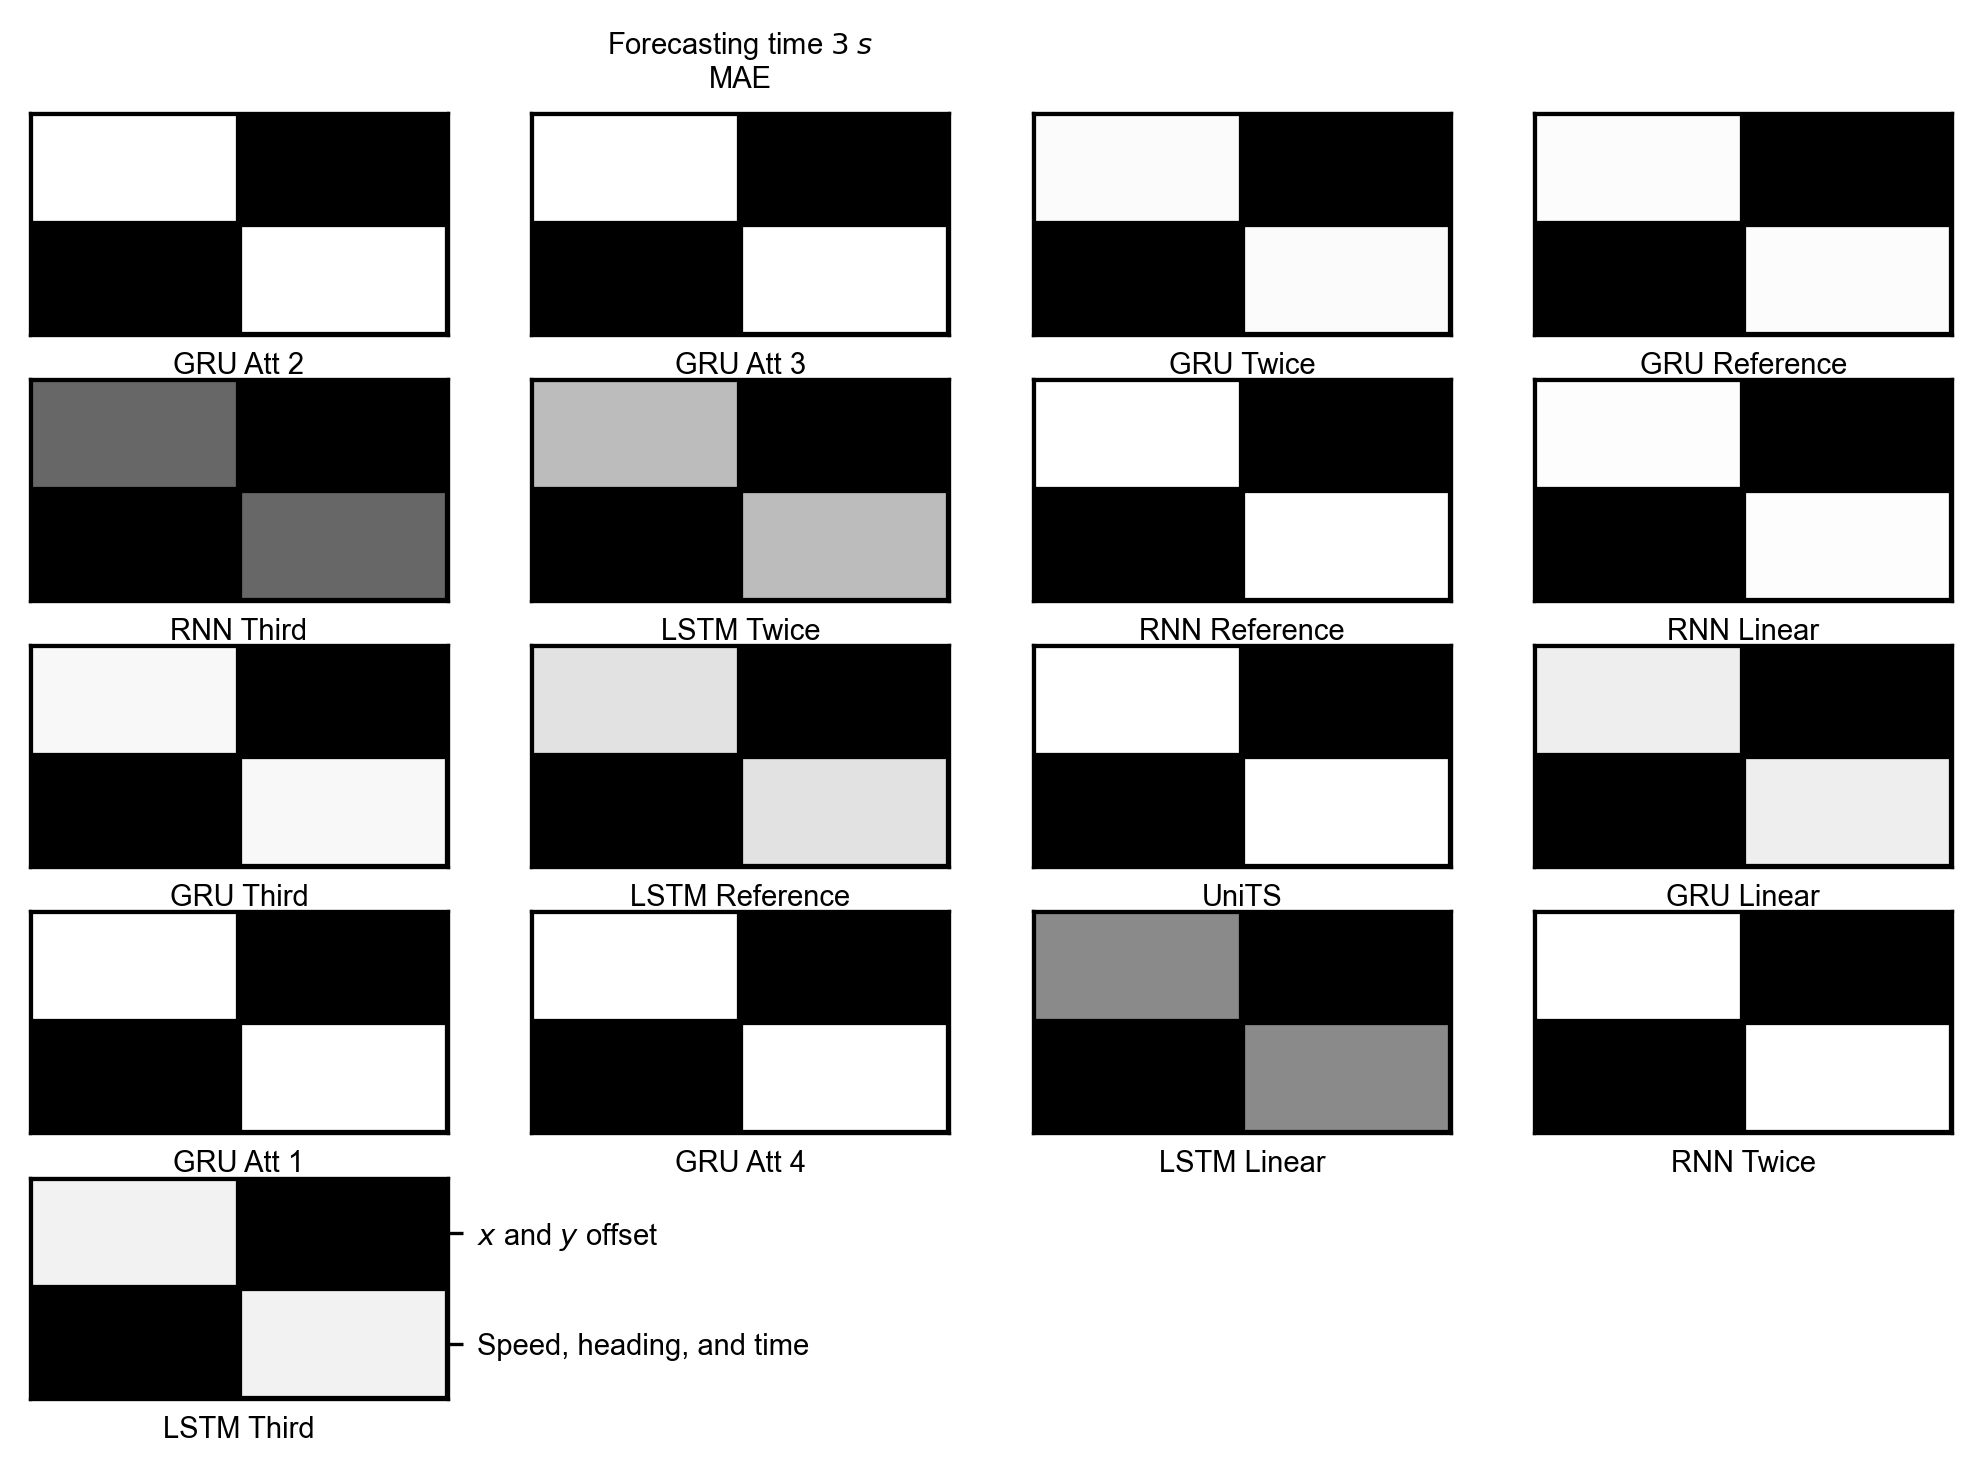 Forecasting time 3 s
MAE
GRU Att 2
GRU Att 3
GRU Twice
GRU Reference
RNN Third
LSTM Twice
RNN Reference
RNN Linear
GRU Third
LSTM Reference
UniTS
GRU Linear
GRU Att 1
GRU Att 4
LSTM Linear
RNN Twice
x and y offset
Speed, heading, and time
LSTM Third